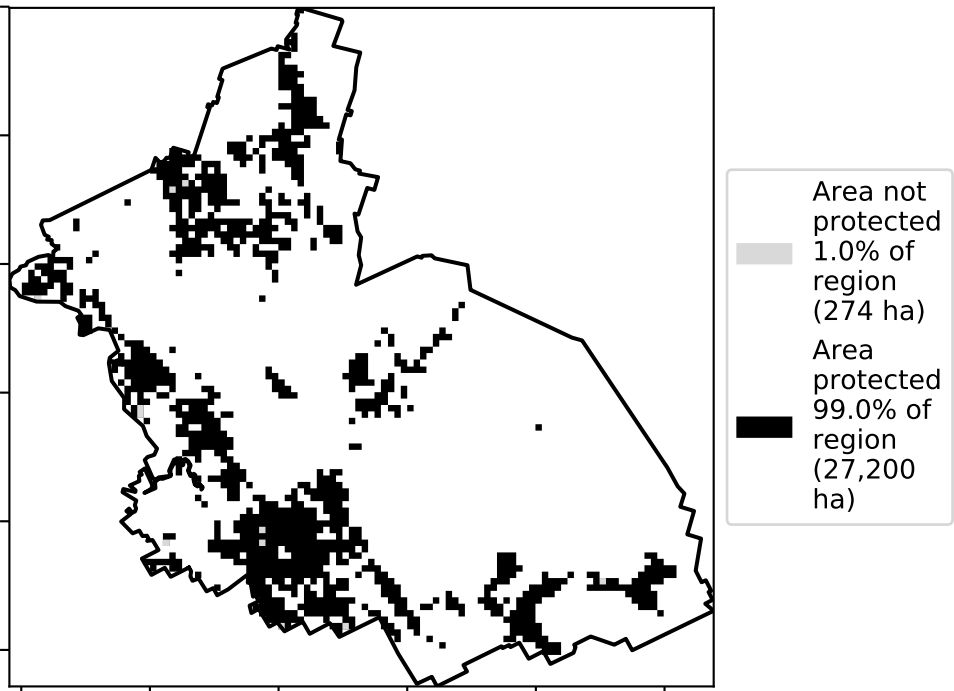 Area not
protected
1.0% of
region
(274 ha)
Area
protected
99.0% of
region
(27,200
ha)